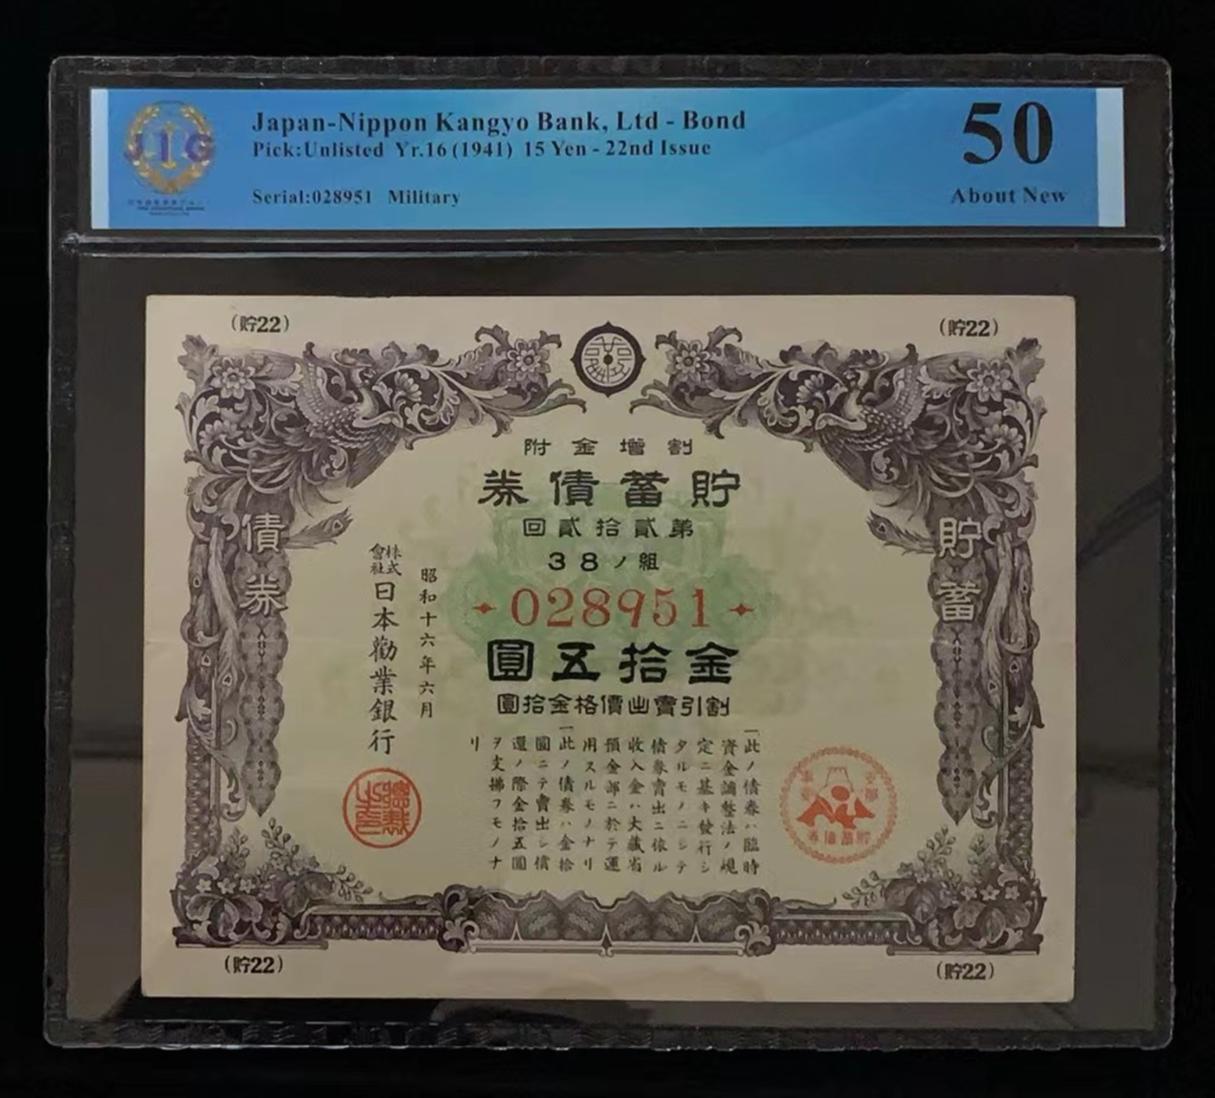 JIG
Japan-Nippon Kangyo Bank, Ltd - Bond
Pick:Unlisted Yr.16 (1941) 15 Yen - 22nd Issue
Serial:028951 Military
50
About New
(貯22)
(貯22)
割增金附
貯蓄債券
第貳拾貳回
38ノ組
028951
金拾五圓
割引賣出價格金拾圓
貯蓄
債券
昭和十六年六月
株式會社日本勸業銀行
一此ノ債券ハ臨時
資金調整法ノ規
定ニ基キ發行シ
タルモノニシテ
債券賣出ニ依ル
收入金ハ大藏省
預金部ニ於テ運
用スルモノナリ
一此ノ債券ハ金拾
圓ニテ賣出シ償
還ノ際金拾五圓
ヲ支拂フモノナ
リ
貯蓄債券
(貯22)
(貯22)